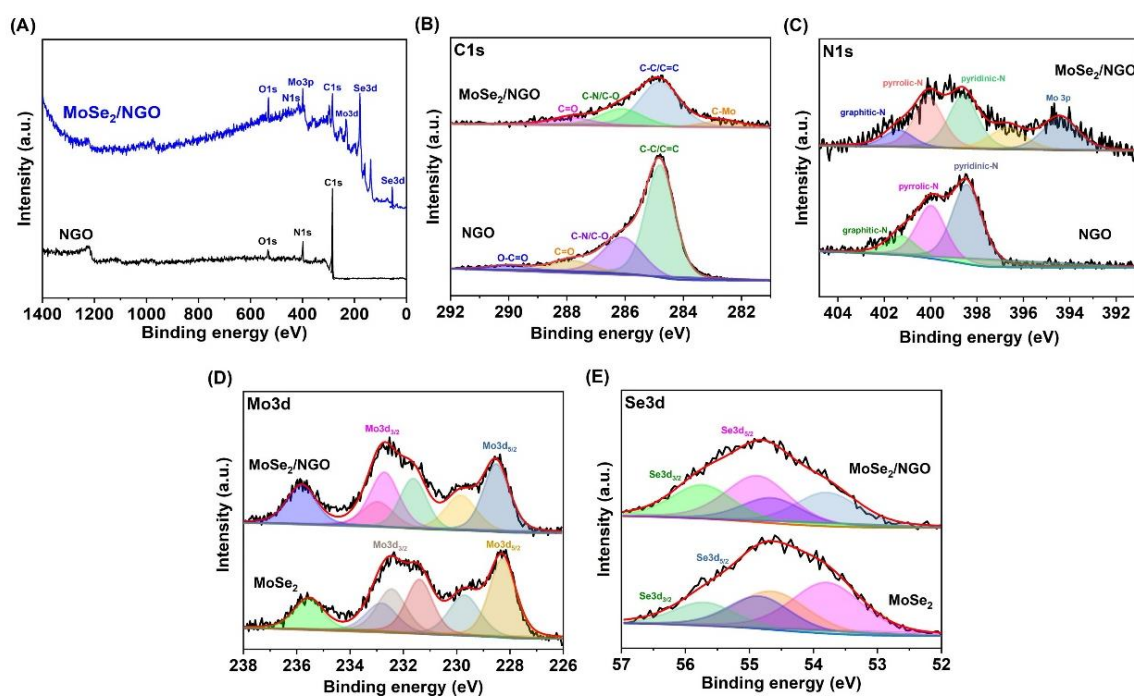 (A)
MoSe2/NGO
O1s
N1s
Mo3p
C1s
Mo3d
Se3d
Se3d
NGO
O1s
N1s
C1s
Intensity (a.u.)
1400 1200 1000 800 600 400 200 0
Binding energy (eV)
(B)
C1s
C-C/C=C
MoSe2/NGO
C=O
C-N/C-O
C-Mo
C-C/C=C
NGO
O-C=O
C=O
C-N/C-O
Intensity (a.u.)
292 290 288 286 284 282
Binding energy (eV)
(C)
N1s
MoSe2/NGO
graphitic-N
pyrrolic-N
pyridinic-N
Mo 3p
graphitic-N
pyrrolic-N
pyridinic-N
NGO
Intensity (a.u.)
404 402 400 398 396 394 392
Binding energy (eV)
(D)
Mo3d
Mo3d3/2
Mo3d5/2
MoSe2/NGO
Mo3d3/2
Mo3d5/2
MoSe2
Intensity (a.u.)
238 235 232 229 226
Binding energy (eV)
(E)
Se3d
Se3d5/2
Se3d3/2
MoSe2/NGO
Se3d5/2
Se3d3/2
MoSe2
Intensity (a.u.)
57 56 55 54 53 52
Binding energy (eV)